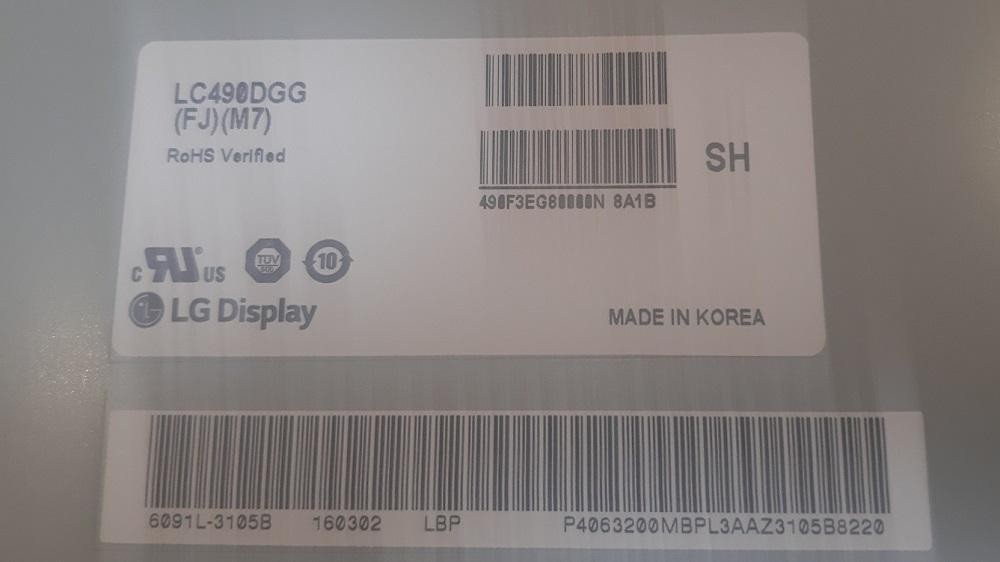 LC490DGG
(FJ)(M7)
RoHS Verified
490F3EG80000N 8A1B
SH
c RU US
TÜV
10
LG Display
MADE IN KOREA
6091L-3105B 160302 LBP P4063200MBPL3AAZ3105B8220